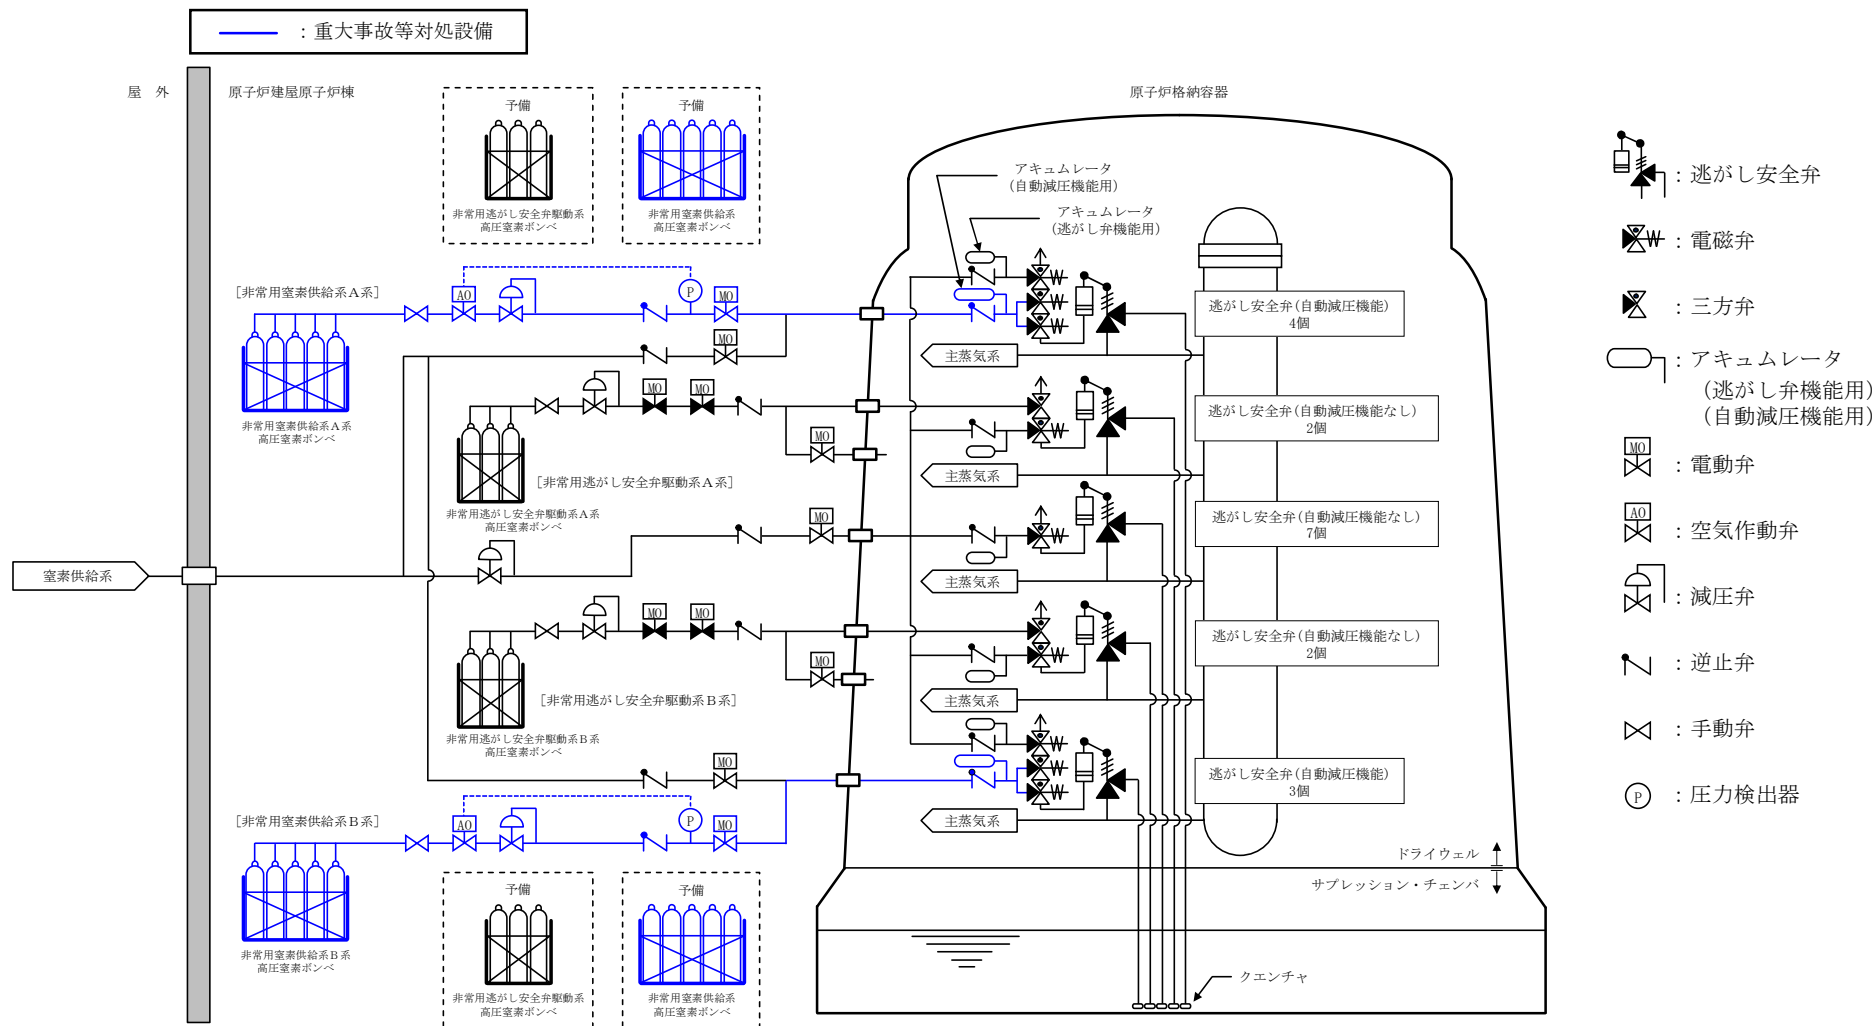 ：重大事故等対処設備
屋　外
原子炉建屋原子炉棟
予備
非常用逃がし安全弁駆動系
高圧窒素ボンベ
予備
非常用窒素供給系
高圧窒素ボンベ
原子炉格納容器
アキュムレータ
(自動減圧機能用)
アキュムレータ
(逃がし弁機能用)
［非常用窒素供給系Ａ系］
AO
P
MO
MO
非常用窒素供給系Ａ系
高圧窒素ボンベ
MO
MO
MO
［非常用逃がし安全弁駆動系Ａ系］
非常用逃がし安全弁駆動系Ａ系
高圧窒素ボンベ
MO
窒素供給系
MO
MO
MO
［非常用逃がし安全弁駆動系Ｂ系］
非常用逃がし安全弁駆動系Ｂ系
高圧窒素ボンベ
MO
［非常用窒素供給系Ｂ系］
AO
P
MO
非常用窒素供給系Ｂ系
高圧窒素ボンベ
予備
非常用逃がし安全弁駆動系
高圧窒素ボンベ
予備
非常用窒素供給系
高圧窒素ボンベ
逃がし安全弁(自動減圧機能)
4個
主蒸気系
逃がし安全弁(自動減圧機能なし)
2個
主蒸気系
逃がし安全弁(自動減圧機能なし)
7個
主蒸気系
逃がし安全弁(自動減圧機能なし)
2個
主蒸気系
逃がし安全弁(自動減圧機能)
3個
主蒸気系
ドライウェル
サプレッション・チェンバ
クエンチャ
：逃がし安全弁
：電磁弁
：三方弁
：アキュムレータ
(逃がし弁機能用)
(自動減圧機能用)
MO
：電動弁
AO
：空気作動弁
：減圧弁
：逆止弁
：手動弁
P
：圧力検出器